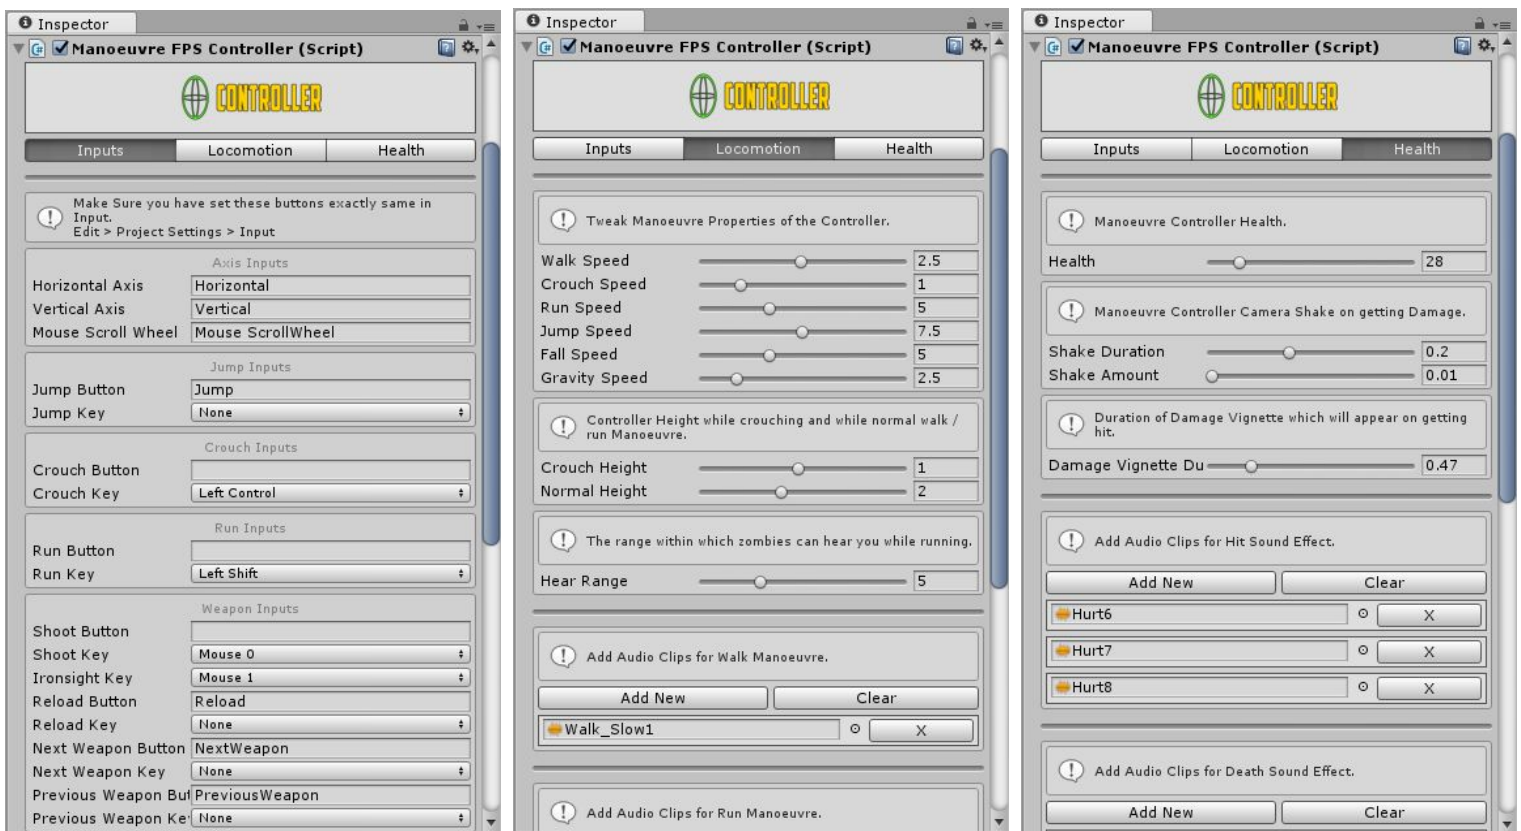 Inspector
Manoeuvre FPS Controller (Script)
CONTROLLER
Inputs Locomotion Health
Make Sure you have set these buttons exactly same in
Input.
Edit > Project Settings > Input
Axis Inputs
Horizontal Axis Horizontal
Vertical Axis Vertical
Mouse Scroll Wheel Mouse ScrollWheel
Jump Inputs
Jump Button Jump
Jump Key None
Crouch Inputs
Crouch Button
Crouch Key Left Control
Run Inputs
Run Button
Run Key Left Shift
Weapon Inputs
Shoot Button
Shoot Key Mouse 0
Ironsight Key Mouse 1
Reload Button Reload
Reload Key None
Next Weapon Button NextWeapon
Next Weapon Key None
Previous Weapon But PreviousWeapon
Previous Weapon Ke None
Inspector
Manoeuvre FPS Controller (Script)
CONTROLLER
Inputs Locomotion Health
Tweak Manoeuvre Properties of the Controller.
Walk Speed 2.5
Crouch Speed 1
Run Speed 5
Jump Speed 7.5
Fall Speed 5
Gravity Speed 2.5
Controller Height while crouching and while normal walk /
run Manoeuvre.
Crouch Height 1
Normal Height 2
The range within which zombies can hear you while running.
Hear Range 5
Add Audio Clips for Walk Manoeuvre.
Add New Clear
Walk_Slow1 X
Add Audio Clips for Run Manoeuvre.
Inspector
Manoeuvre FPS Controller (Script)
CONTROLLER
Inputs Locomotion Health
Manoeuvre Controller Health.
Health 28
Manoeuvre Controller Camera Shake on getting Damage.
Shake Duration 0.2
Shake Amount 0.01
Duration of Damage Vignette which will appear on getting
hit.
Damage Vignette Du 0.47
Add Audio Clips for Hit Sound Effect.
Add New Clear
Hurt6 X
Hurt7 X
Hurt8 X
Add Audio Clips for Death Sound Effect.
Add New Clear